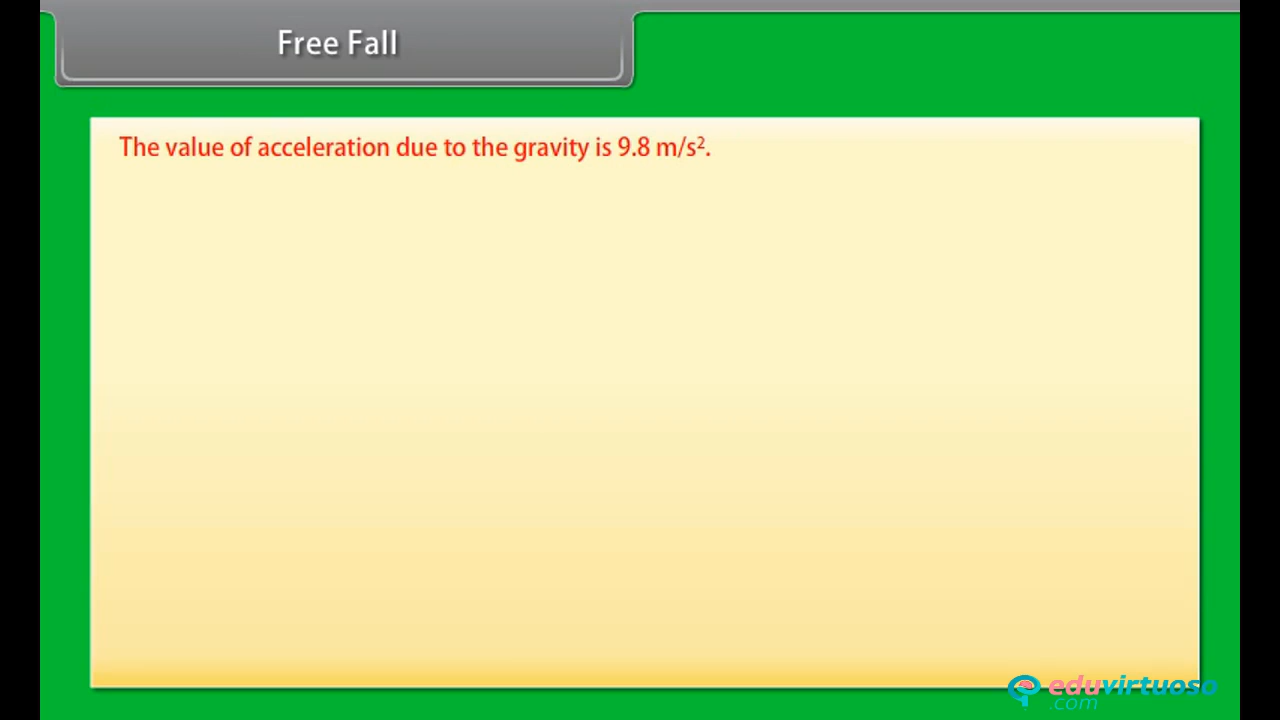 Free Fall
The value of acceleration due to the gravity is 9.8 m/s².
eduvirtuoso
.com